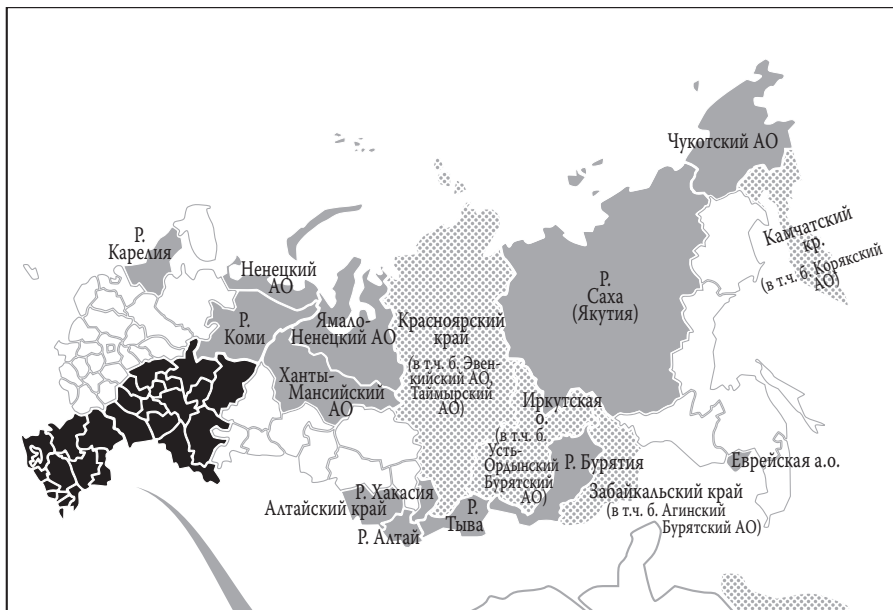 Чукотский АО
Р.
Карелия
Камчатский
кр.
(в т.ч. б. Корякский
АО)
Ненецкий
АО
Р.
Саха
(Якутия)
Р.
Коми
Ямало-
Ненецкий АО
Красноярский
край
(в т.ч. б. Эвен-
кийский АО,
Таймырский
АО)
Ханты-
Мансийский
АО
Иркутская
о.
(в т.ч. б.
Усть-
Ордынский
Бурятский
АО)
Р. Бурятия
Еврейская а.о.
Забайкальский край
(в т.ч. б. Агинский
Бурятский АО)
Р. Хакасия
Алтайский край
Р.
Тыва
Р. Алтай